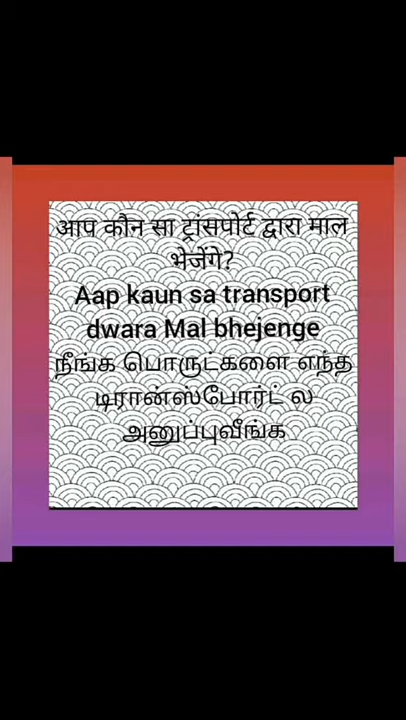 आप कौन सा ट्रांसपोर्ट द्वारा माल
भेजेंगे?
Aap kaun sa transport
dwara Mal bhejenge
நீங்க பொருட்களை எந்த
டிரான்ஸ்போர்ட் ல
அனுப்புவீங்க